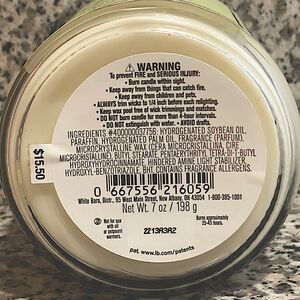 ⚠ WARNING
To prevent FIRE and SERIOUS INJURY:
• Burn candle within sight.
• Keep away from things that can catch fire.
• Keep away from children and pets.
• ALWAYS trim wicks to 1/4 inch before each relighting.
• Keep wax pool free of wick trimmings and matches.
• DO NOT burn candle for more than 4-hour intervals.
• Do NOT extinguish with water. • AVOID drafts.
INGREDIENTS #400000037756: HYDROGENATED SOYBEAN OIL,
PARAFFIN, HYDROGENATED PALM OIL, FRAGRANCE (PARFUM),
MICROCRYSTALLINE WAX (CERA MICROCRISTALLINA, CIRE
MICROCRISTALLINE), BUTYL STEARATE, PENTAERYTHRITYL TETRA-DI-T-BUTYL
HYDROXYHYDROCINNAMATE, HINDERED AMINE LIGHT STABILIZER,
HYDROXYL-BENZOTRIAZOLE, BHT. CONTAINS FRAGRANCE ALLERGENS.
$15.50
0 667556 216059
White Barn, Distr., 95 West Main Street, New Albany, OH 43054 1-800-395-1001
Net Wt. 7 oz / 198 g
Not for use
with oil or
potpourri
warmers.
2213A3A2
Burns approximately
25-45 hours.
pat. www.lb.com/patents